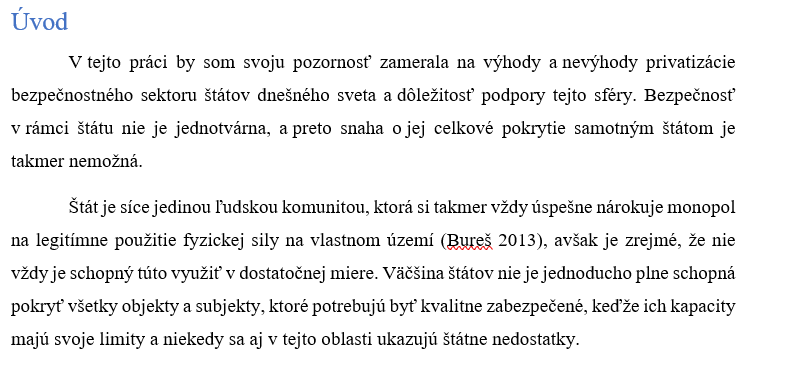 Úvod
V tejto práci by som svoju pozornosť zamerala na výhody a nevýhody privatizácie
bezpečnostného sektoru štátov dnešného sveta a dôležitosť podpory tejto sféry. Bezpečnosť
v rámci štátu nie je jednotvárna, a preto snaha o jej celkové pokrytie samotným štátom je
takmer nemožná.
Štát je síce jedinou ľudskou komunitou, ktorá si takmer vždy úspešne nárokuje monopol
na legitímne použitie fyzickej sily na vlastnom území (Bureš 2013), avšak je zrejmé, že nie
vždy je schopný túto využiť v dostatočnej miere. Väčšina štátov nie je jednoducho plne schopná
pokryť všetky objekty a subjekty, ktoré potrebujú byť kvalitne zabezpečené, keďže ich kapacity
majú svoje limity a niekedy sa aj v tejto oblasti ukazujú štátne nedostatky.